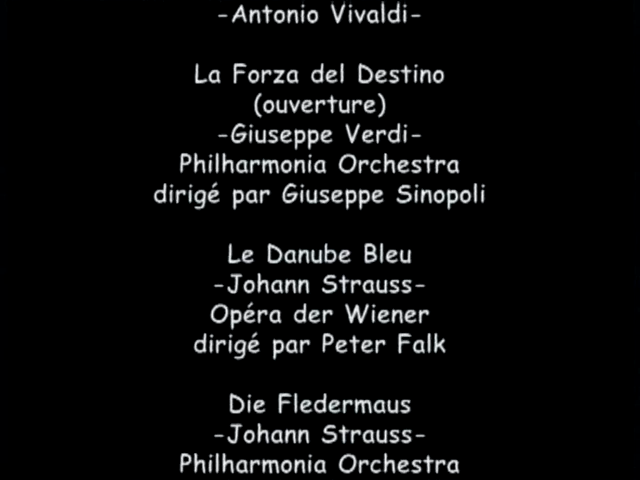 -Antonio Vivaldi-
La Forza del Destino
(ouverture)
-Giuseppe Verdi-
Philharmonia Orchestra
dirigé par Giuseppe Sinopoli
Le Danube Bleu
-Johann Strauss-
Opéra der Wiener
dirigé par Peter Falk
Die Fledermaus
-Johann Strauss-
Philharmonia Orchestra